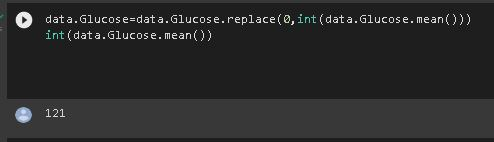 data.Glucose=data.Glucose.replace(0,int(data.Glucose.mean()))
int(data.Glucose.mean())
121